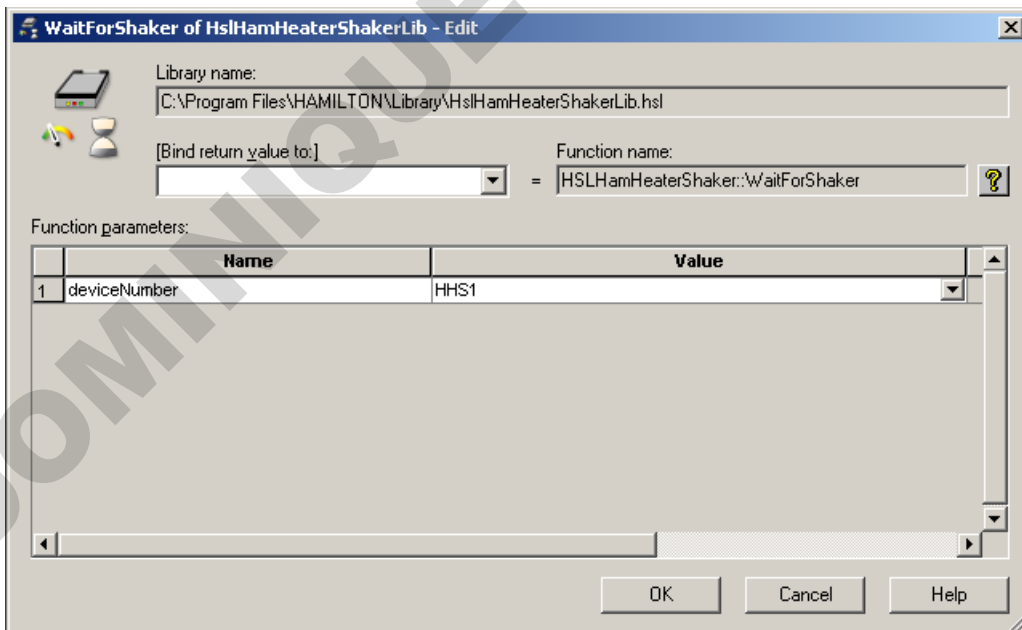 WaitForShaker of HslHamHeaterShakerLib - Edit
Library name:
C:\Program Files\HAMILTON\Library\HslHamHeaterShakerLib.hsl
[Bind return value to:]
Function name:
= HSLHamHeaterShaker::WaitForShaker
Function parameters:
Name Value
1 deviceNumber HHS1
OK Cancel Help
DOMINIQUE